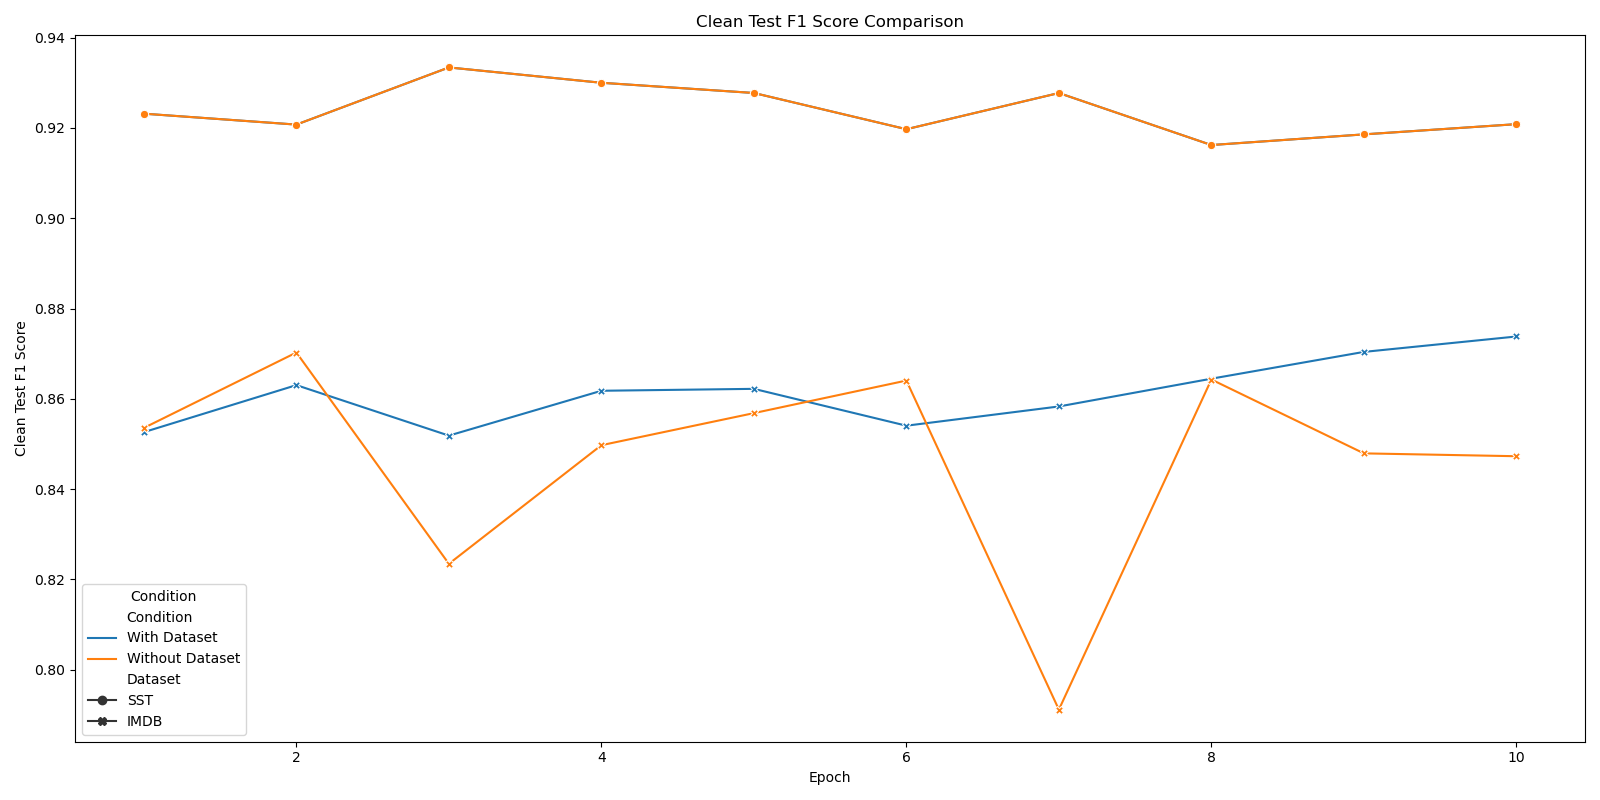 Clean Test F1 Score Comparison
0.94
0.92
0.90
0.88
0.86
0.84
0.82
0.80
Clean Test F1 Score
Condition
Condition
With Dataset
Without Dataset
Dataset
SST
IMDB
2
4
6
8
10
Epoch